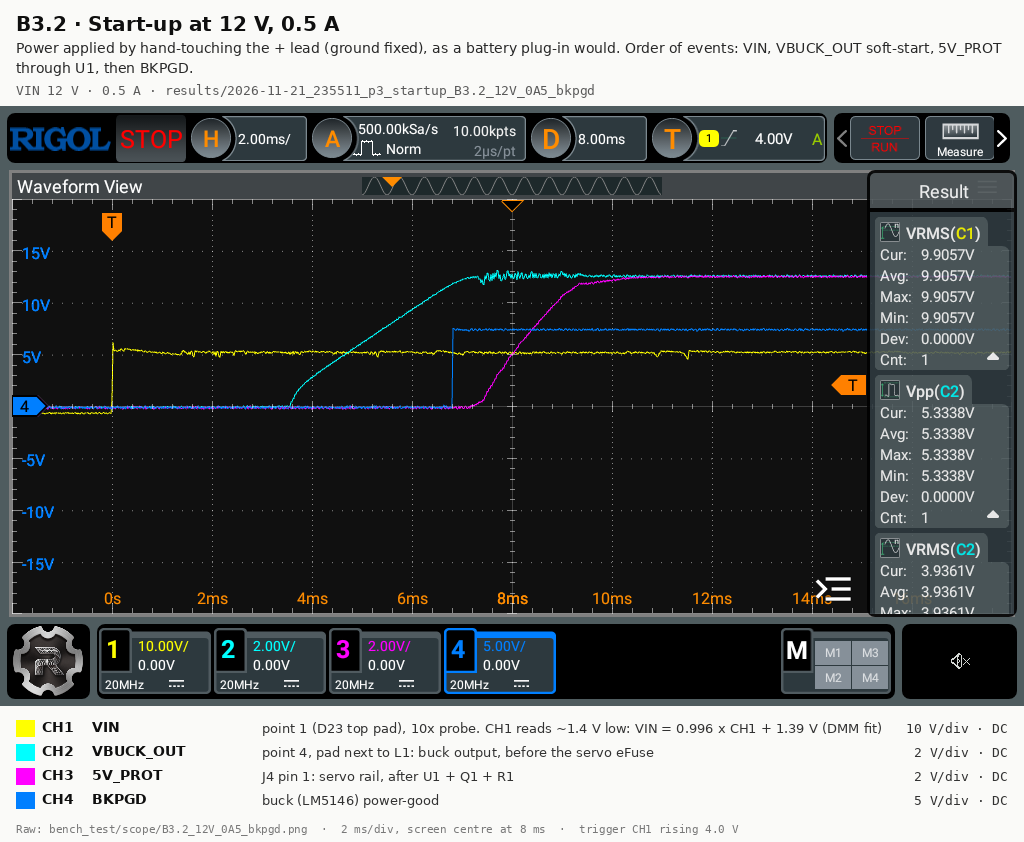 B3.2 · Start-up at 12 V, 0.5 A
Power applied by hand-touching the + lead (ground fixed), as a battery plug-in would. Order of events: VIN, VBUCK_OUT soft-start, 5V_PROT
through U1, then BKPGD.
VIN 12 V · 0.5 A · results/2026-11-21_235511_p3_startup_B3.2_12V_0A5_bkpgd
RIGOL STOP H 2.00ms/ A 500.00kSa/s 10.00kpts Norm 2µs/pt D 8.00ms T 1 4.00V A STOP RUN Measure
Waveform View
Result
T
15V
10V
5V
4
-5V
-10V
-15V
T
0s 2ms 4ms 6ms 8ms 10ms 12ms 14ms
VRMS(C1)
Cur: 9.9057V
Avg: 9.9057V
Max: 9.9057V
Min: 9.9057V
Dev: 0.0000V
Cnt: 1
Vpp(C2)
Cur: 5.3338V
Avg: 5.3338V
Max: 5.3338V
Min: 5.3338V
Dev: 0.0000V
Cnt: 1
VRMS(C2)
Cur: 3.9361V
Avg: 3.9361V
Max: 3.9361V
R
1 10.00V/ 0.00V 20MHz
2 2.00V/ 0.00V 20MHz
3 2.00V/ 0.00V 20MHz
4 5.00V/ 0.00V 20MHz
M M1 M3 M2 M4
CH1 VIN point 1 (D23 top pad), 10x probe. CH1 reads ~1.4 V low: VIN = 0.996 x CH1 + 1.39 V (DMM fit) 10 V/div · DC
CH2 VBUCK_OUT point 4, pad next to L1: buck output, before the servo eFuse 2 V/div · DC
CH3 5V_PROT J4 pin 1: servo rail, after U1 + Q1 + R1 2 V/div · DC
CH4 BKPGD buck (LM5146) power-good 5 V/div · DC
Raw: bench_test/scope/B3.2_12V_0A5_bkpgd.png · 2 ms/div, screen centre at 8 ms · trigger CH1 rising 4.0 V